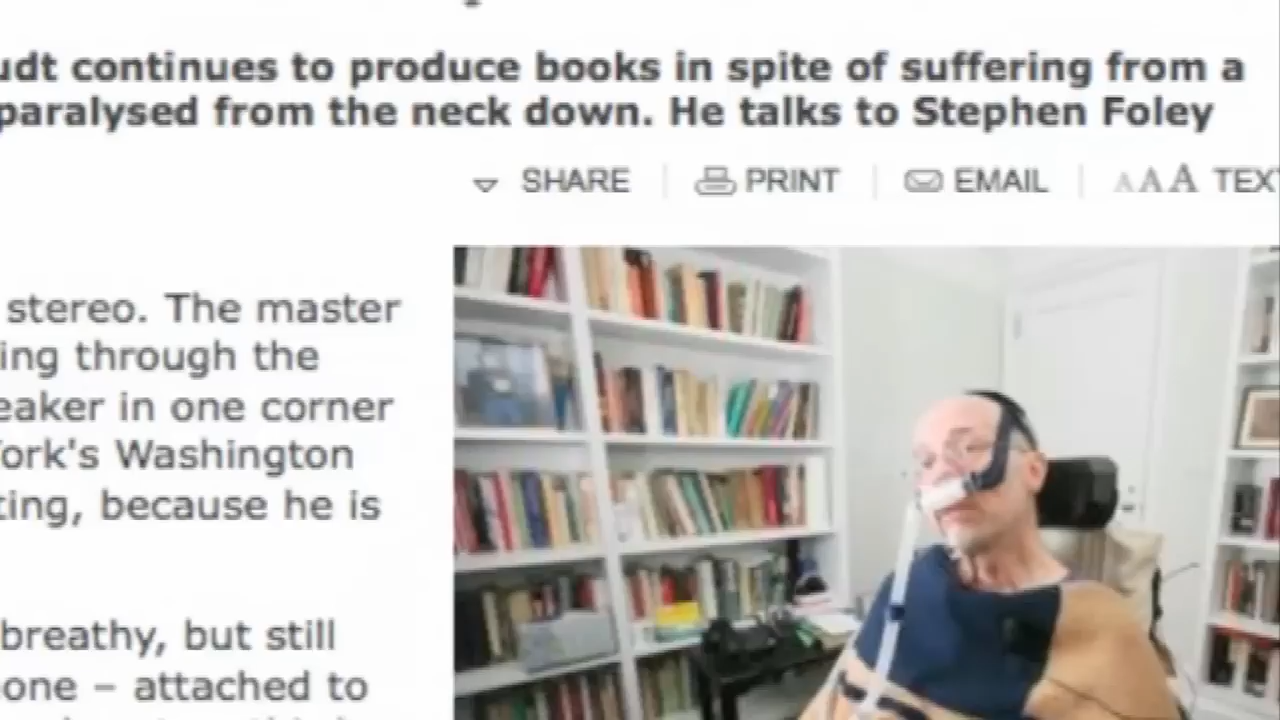 udt continues to produce books in spite of suffering from a
paralysed from the neck down. He talks to Stephen Foley
SHARE | PRINT | EMAIL | AAA TEXT
stereo. The master
ing through the
eaker in one corner
ork's Washington
ting, because he is
breathy, but still
one – attached to